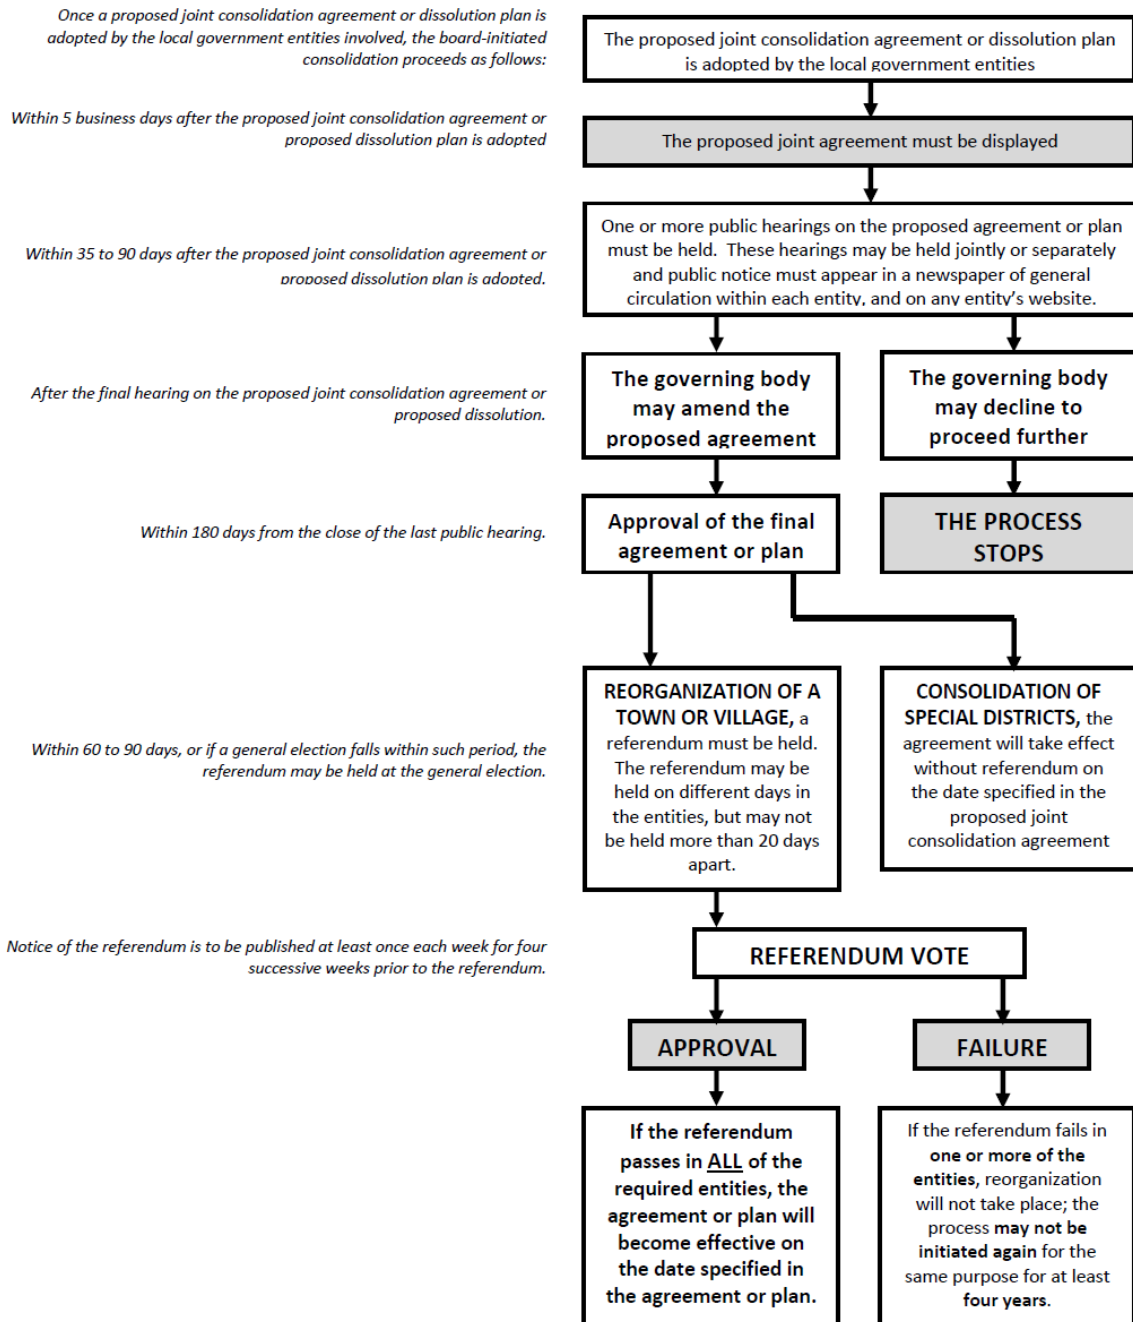 Once a proposed joint consolidation agreement or dissolution plan is
adopted by the local government entities involved, the board-initiated
consolidation proceeds as follows:
The proposed joint consolidation agreement or dissolution plan
is adopted by the local government entities
Within 5 business days after the proposed joint consolidation agreement or
proposed dissolution plan is adopted
The proposed joint agreement must be displayed
Within 35 to 90 days after the proposed joint consolidation agreement or
proposed dissolution plan is adopted.
One or more public hearings on the proposed agreement or plan
must be held.  These hearings may be held jointly or separately
and public notice must appear in a newspaper of general
circulation within each entity, and on any entity's website.
After the final hearing on the proposed joint consolidation agreement or
proposed dissolution.
The governing body
may amend the
proposed agreement
The governing body
may decline to
proceed further
Within 180 days from the close of the last public hearing.
Approval of the final
agreement or plan
THE PROCESS
STOPS
Within 60 to 90 days, or if a general election falls within such period, the
referendum may be held at the general election.
REORGANIZATION OF A
TOWN OR VILLAGE, a
referendum must be held.
The referendum may be
held on different days in
the entities, but may not
be held more than 20 days
apart.
CONSOLIDATION OF
SPECIAL DISTRICTS, the
agreement will take effect
without referendum on
the date specified in the
proposed joint
consolidation agreement
Notice of the referendum is to be published at least once each week for four
successive weeks prior to the referendum.
REFERENDUM VOTE
APPROVAL
FAILURE
If the referendum
passes in ALL of the
required entities, the
agreement or plan will
become effective on
the date specified in
the agreement or plan.
If the referendum fails in
one or more of the
entities, reorganization
will not take place; the
process may not be
initiated again for the
same purpose for at least
four years.